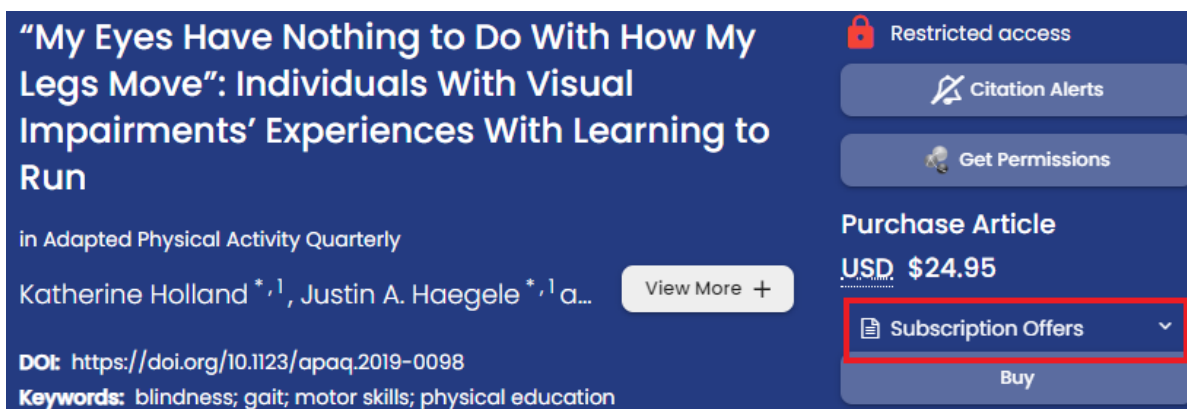 “My Eyes Have Nothing to Do With How My
Legs Move”: Individuals With Visual
Impairments’ Experiences With Learning to
Run
in Adapted Physical Activity Quarterly
Katherine Holland *,1, Justin A. Haegele *,1 a...
View More +
DOI: https://doi.org/10.1123/apaq.2019-0098
Keywords: blindness; gait; motor skills; physical education
Restricted access
Citation Alerts
Get Permissions
Purchase Article
USD $24.95
Subscription Offers
Buy